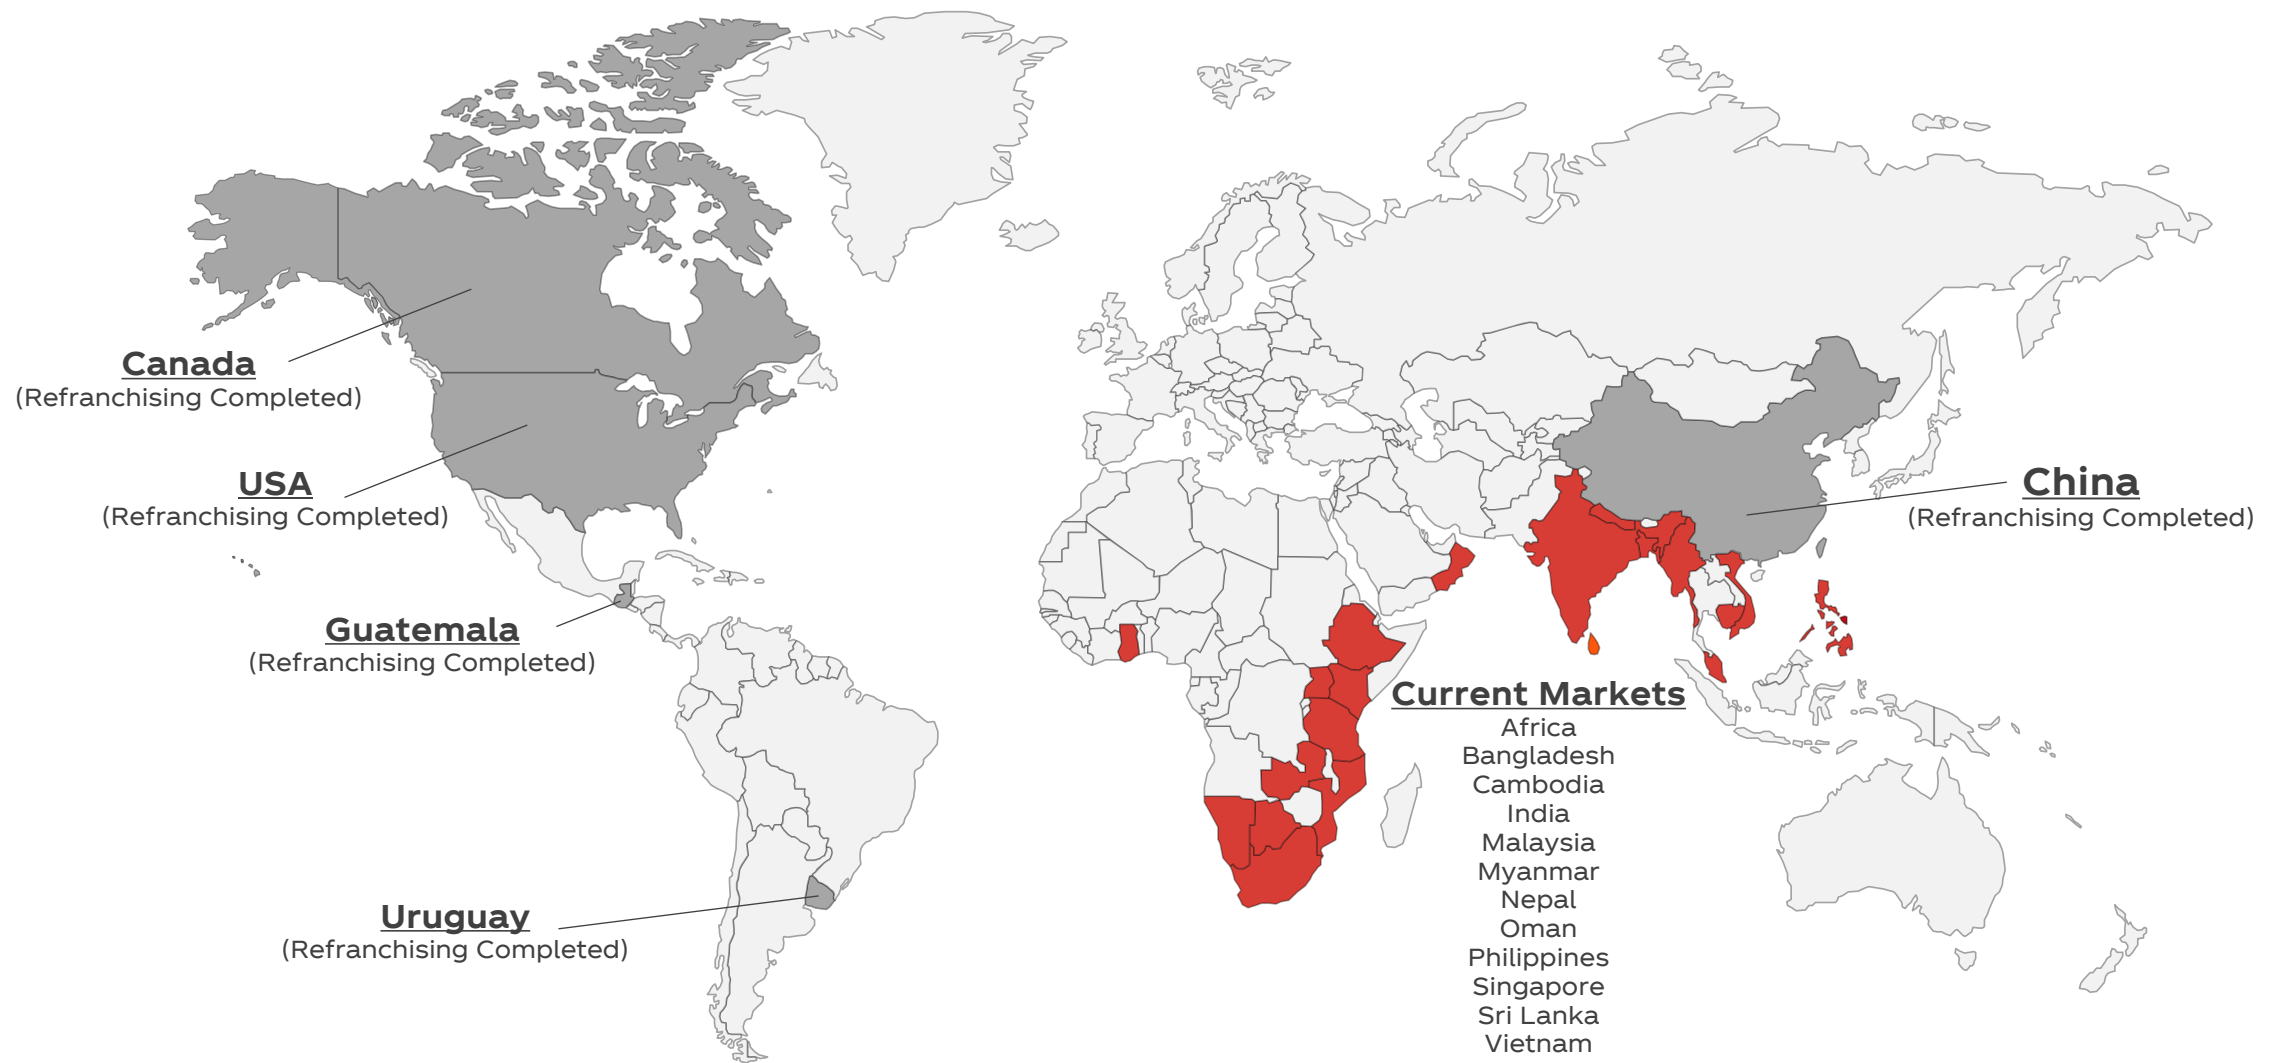 Canada
(Refranchising Completed)
USA
(Refranchising Completed)
China
(Refranchising Completed)
Guatemala
(Refranchising Completed)
Uruguay
(Refranchising Completed)
Current Markets
Africa
Bangladesh
Cambodia
India
Malaysia
Myanmar
Nepal
Oman
Philippines
Singapore
Sri Lanka
Vietnam